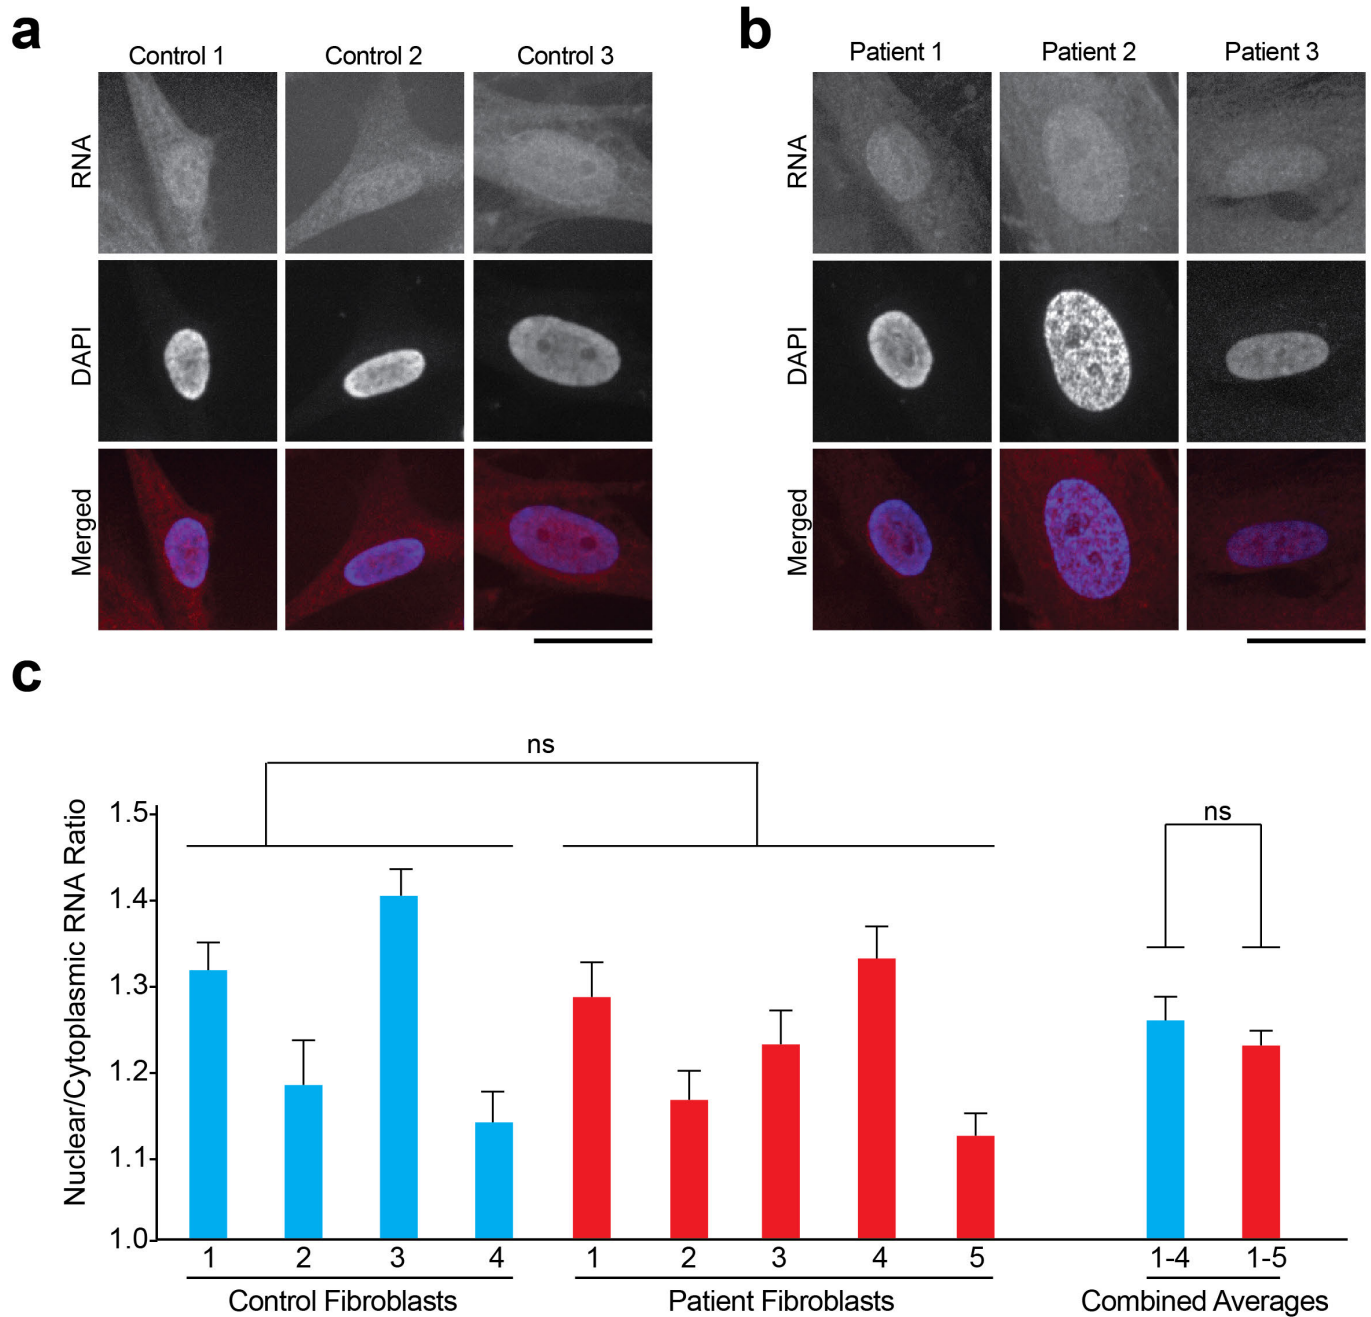 a
Control 1 Control 2 Control 3
RNA
DAPI
Merged
b
Patient 1 Patient 2 Patient 3
RNA
DAPI
Merged
c
Nuclear/Cytoplasmic RNA Ratio
1.5
1.4
1.3
1.2
1.1
1.0
ns
ns
1 2 3 4 1 2 3 4 5 1-4 1-5
Control Fibroblasts Patient Fibroblasts Combined Averages